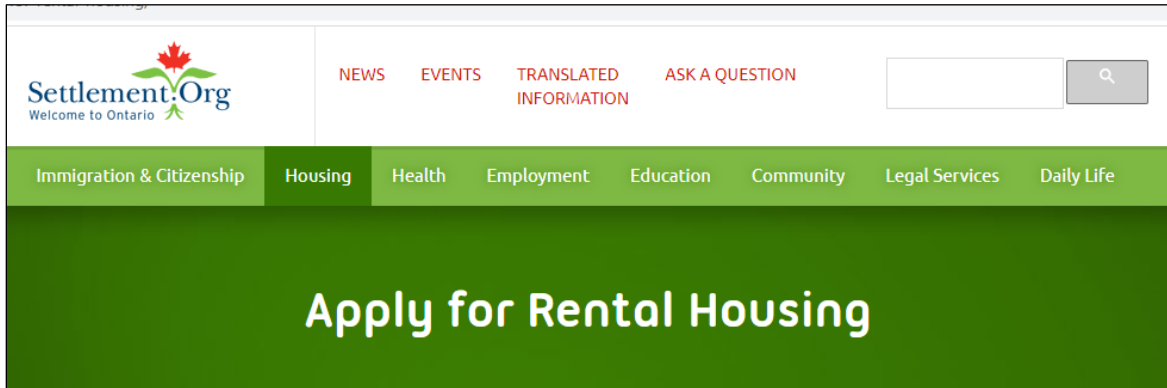 Settlement.Org
Welcome to Ontario
NEWS EVENTS TRANSLATED INFORMATION ASK A QUESTION
Immigration & Citizenship Housing Health Employment Education Community Legal Services Daily Life
Apply for Rental Housing